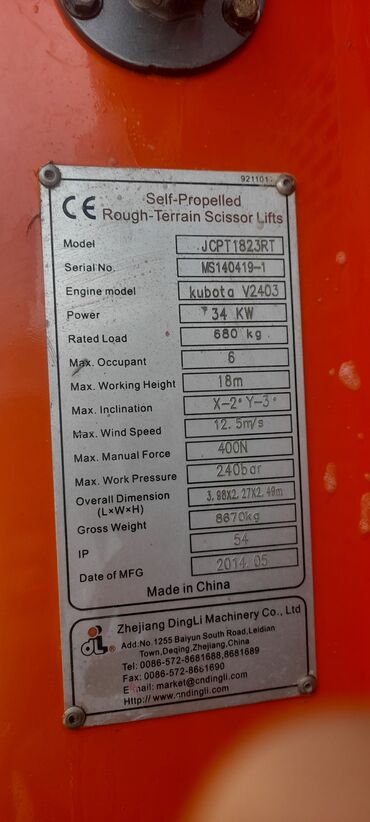 921101
CE Self-Propelled
Rough-Terrain Scissor Lifts
Model JCPT1823RT
Serial No. MS140419-1
Engine model kubota V2403
Power 34 KW
Rated Load 680 kg
Max. Occupant 6
Max. Working Height 18m
Max. Inclination X-2° Y-3°
Max. Wind Speed 12.5m/s
Max. Manual Force 400N
Max. Work Pressure 240bar
Overall Dimension 3.98X2.27X2.49m
(L×W×H)
Gross Weight 8670kg
IP 54
Date of MFG 2014.05
Made in China
DL Zhejiang DingLi Machinery Co., Ltd
Add:No.1255 Baiyun South Road,Leidian
Town,Deqing,Zhejiang,China
Tel: 0086-572-8681688,8681689
Fax: 0086-572-8681690
E-mail: market@cndingli.com
Http://www.cndingli.com